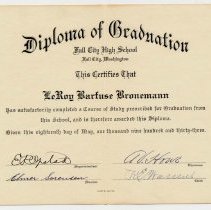 Diploma of Graduation
Fall City High School
Fall City, Washington
This Certifies That
LeRoy Barfuse Bronemann
Has satisfactorily completed a Course of Study prescribed for Graduation from
this School, and is therefore awarded this Diploma.
Given this eighteenth day of May, one thousand nine hundred and thirty-three.
Elmer Sorenson